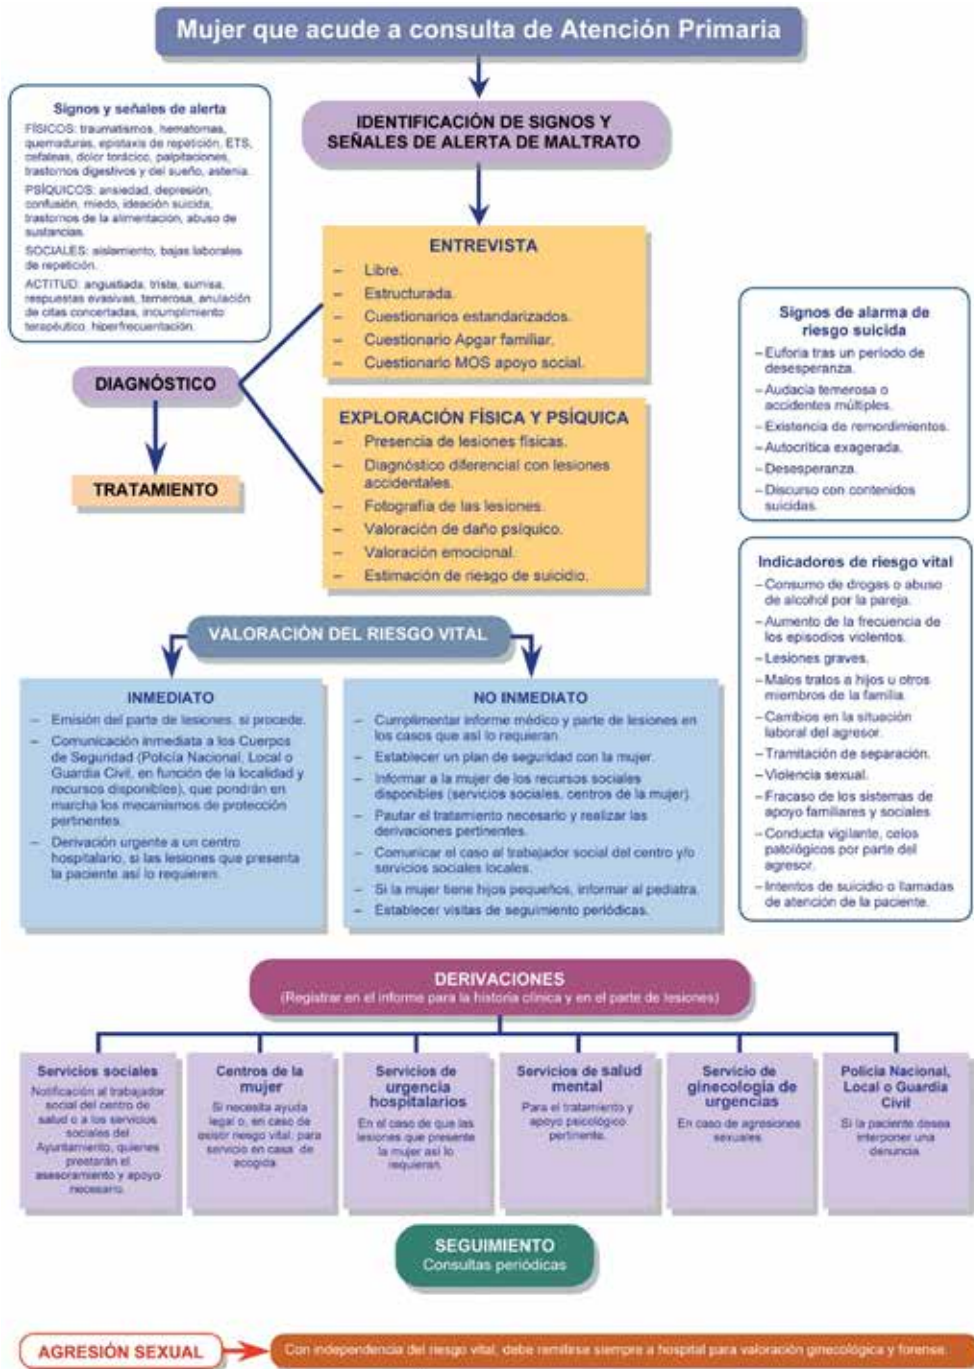 Mujer que acude a consulta de Atención Primaria
Signos y señales de alerta
FÍSICOS: traumatismos, hematomas,
quemaduras, epistaxis de repetición, ETS,
cefaleas, dolor torácico, palpitaciones,
trastornos digestivos y del sueño, astenia.
PSÍQUICOS: ansiedad, depresión,
confusión, miedo, ideación suicida,
trastornos de la alimentación, abuso de
sustancias.
SOCIALES: aislamiento, bajas laborales
de repetición.
ACTITUD: angustiada, triste, sumisa,
respuestas evasivas, temerosa, anulación
de citas concertadas, incumplimiento
terapéutico, hiperfrecuentación.
IDENTIFICACIÓN DE SIGNOS Y
SEÑALES DE ALERTA DE MALTRATO
ENTREVISTA
– Libre.
– Estructurada.
– Cuestionarios estandarizados.
– Cuestionario Apgar familiar.
– Cuestionario MOS apoyo social.
DIAGNÓSTICO
TRATAMIENTO
EXPLORACIÓN FÍSICA Y PSÍQUICA
– Presencia de lesiones físicas.
– Diagnóstico diferencial con lesiones
accidentales.
– Fotografía de las lesiones.
– Valoración de daño psíquico.
– Valoración emocional.
– Estimación de riesgo de suicidio.
Signos de alarma de
riesgo suicida
– Euforia tras un período de
desesperanza.
– Audacia temerosa o
accidentes múltiples.
– Existencia de remordimientos.
– Autocrítica exagerada.
– Desesperanza.
– Discurso con contenidos
suicidas.
Indicadores de riesgo vital
– Consumo de drogas o abuso
de alcohol por la pareja.
– Aumento de la frecuencia de
los episodios violentos.
– Lesiones graves.
– Malos tratos a hijos u otros
miembros de la familia.
– Cambios en la situación
laboral del agresor.
– Tramitación de separación.
– Violencia sexual.
– Fracaso de los sistemas de
apoyo familiares y sociales.
– Conducta vigilante, celos
patológicos por parte del
agresor.
– Intentos de suicidio o llamadas
de atención de la paciente.
VALORACIÓN DEL RIESGO VITAL
INMEDIATO
– Emisión del parte de lesiones, si procede.
– Comunicación inmediata a los Cuerpos
de Seguridad (Policía Nacional, Local o
Guardia Civil, en función de la localidad y
recursos disponibles), que pondrán en
marcha los mecanismos de protección
pertinentes.
– Derivación urgente a un centro
hospitalario, si las lesiones que presenta
la paciente así lo requieren.
NO INMEDIATO
– Cumplimentar informe médico y parte de lesiones en
los casos que así lo requieran.
– Establecer un plan de seguridad con la mujer.
– Informar a la mujer de los recursos sociales
disponibles (servicios sociales, centros de la mujer).
– Pautar el tratamiento necesario y realizar las
derivaciones pertinentes.
– Comunicar el caso al trabajador social del centro y/o
servicios sociales locales.
– Si la mujer tiene hijos pequeños, informar al pediatra.
– Establecer visitas de seguimiento periódicas.
DERIVACIONES
(Registrar en el informe para la historia clínica y en el parte de lesiones)
Servicios sociales
Notificación al trabajador
social del centro de
salud o a los servicios
sociales del
Ayuntamiento, quienes
prestarán el
asesoramiento y apoyo
necesario.
Centros de la
mujer
Si necesita ayuda
legal o, en caso de
existir riesgo vital, para
servicio en casa de
acogida.
Servicios de
urgencia
hospitalarios
En el caso de que las
lesiones que presente
la mujer así lo
requieran.
Servicios de salud
mental
Para el tratamiento y
apoyo psicológico
pertinente.
Servicio de
ginecología de
urgencias
En caso de agresiones
sexuales.
Policía Nacional,
Local o Guardia
Civil
Si la paciente desea
interponer una
denuncia.
SEGUIMIENTO
Consultas periódicas
AGRESIÓN SEXUAL
Con independencia del riesgo vital, debe remitirse siempre a hospital para valoración ginecológica y forense.